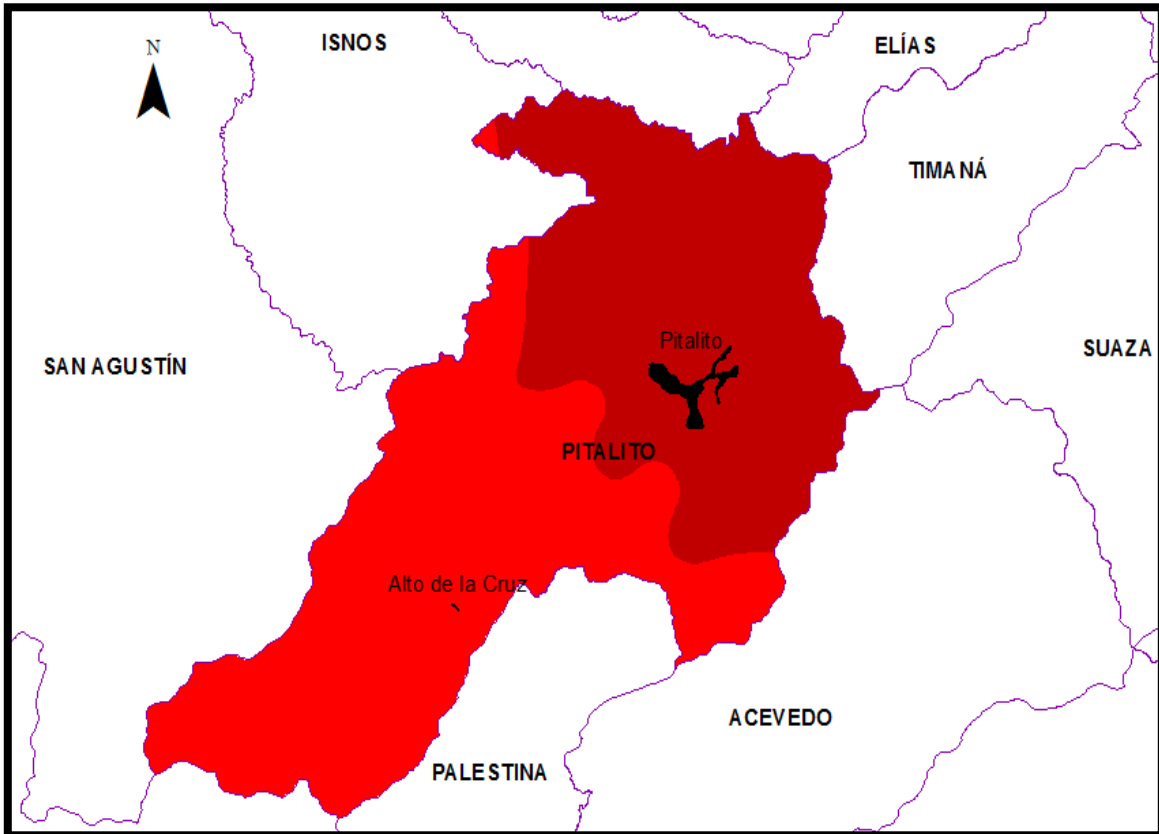 ISNOS
ELÍAS
N
TIMANÁ
Pitalito
SUAZA
SAN AGUSTÍN
PITALITO
Alto de la Cruz
ACEVEDO
PALESTINA